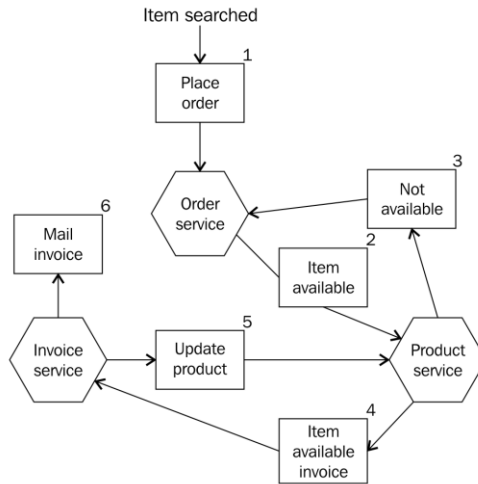 Item searched
1
Place
order
3
Not
available
Order
service
6
Mail
invoice
2
Item
available
5
Invoice
service
Update
product
Product
service
4
Item
available
invoice